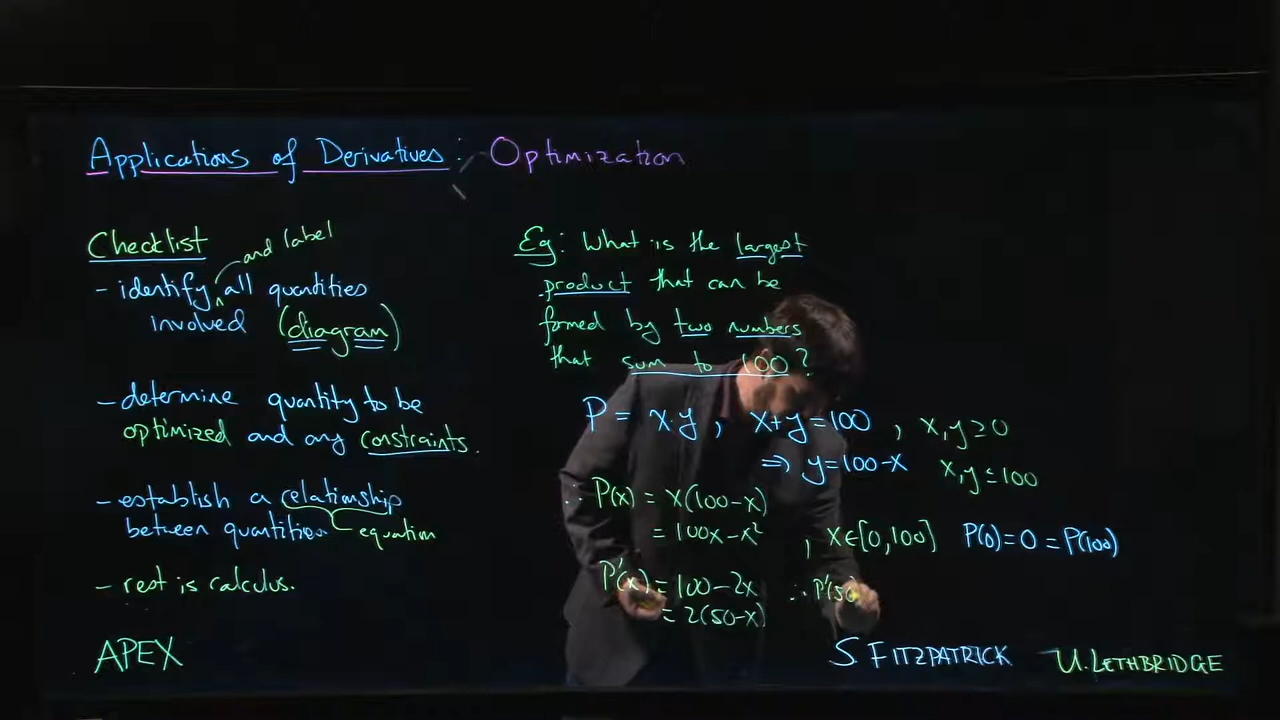 Applications of Derivatives: Optimization
Checklist
and label
- identify all quantities
involved (diagram)
- determine quantity to be
optimized and any constraints.
- establish a relationship
between quantities
equation
- rest is calculus.
APEX
Eg: What is the largest
product that can be
formed by two numbers
that sum to 100?
P = x·y, x+y=100, x,y≥0
⇒ y=100-x x,y≤100
∴ P(x) = x(100-x)
= 100x-x², x∈[0,100] P(0)=0=P(100)
P'(x) = 100-2x ∴ P'(50
= 2(50-x)
S. FITZPATRICK U. LETHBRIDGE